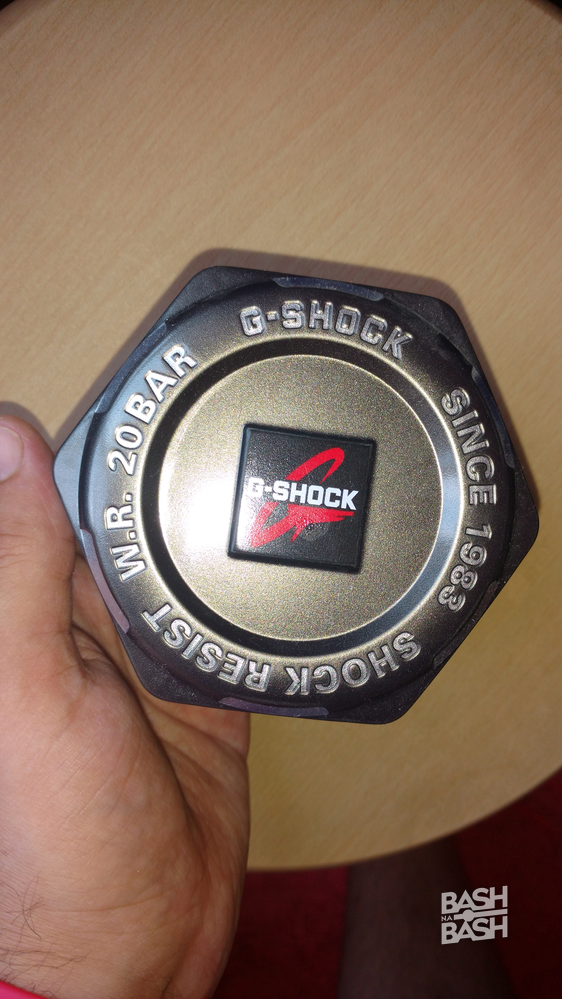 G-SHOCK
SINCE 1983
SHOCK RESIST
W.R. 20BAR
G-SHOCK
BASH
NA
BASH